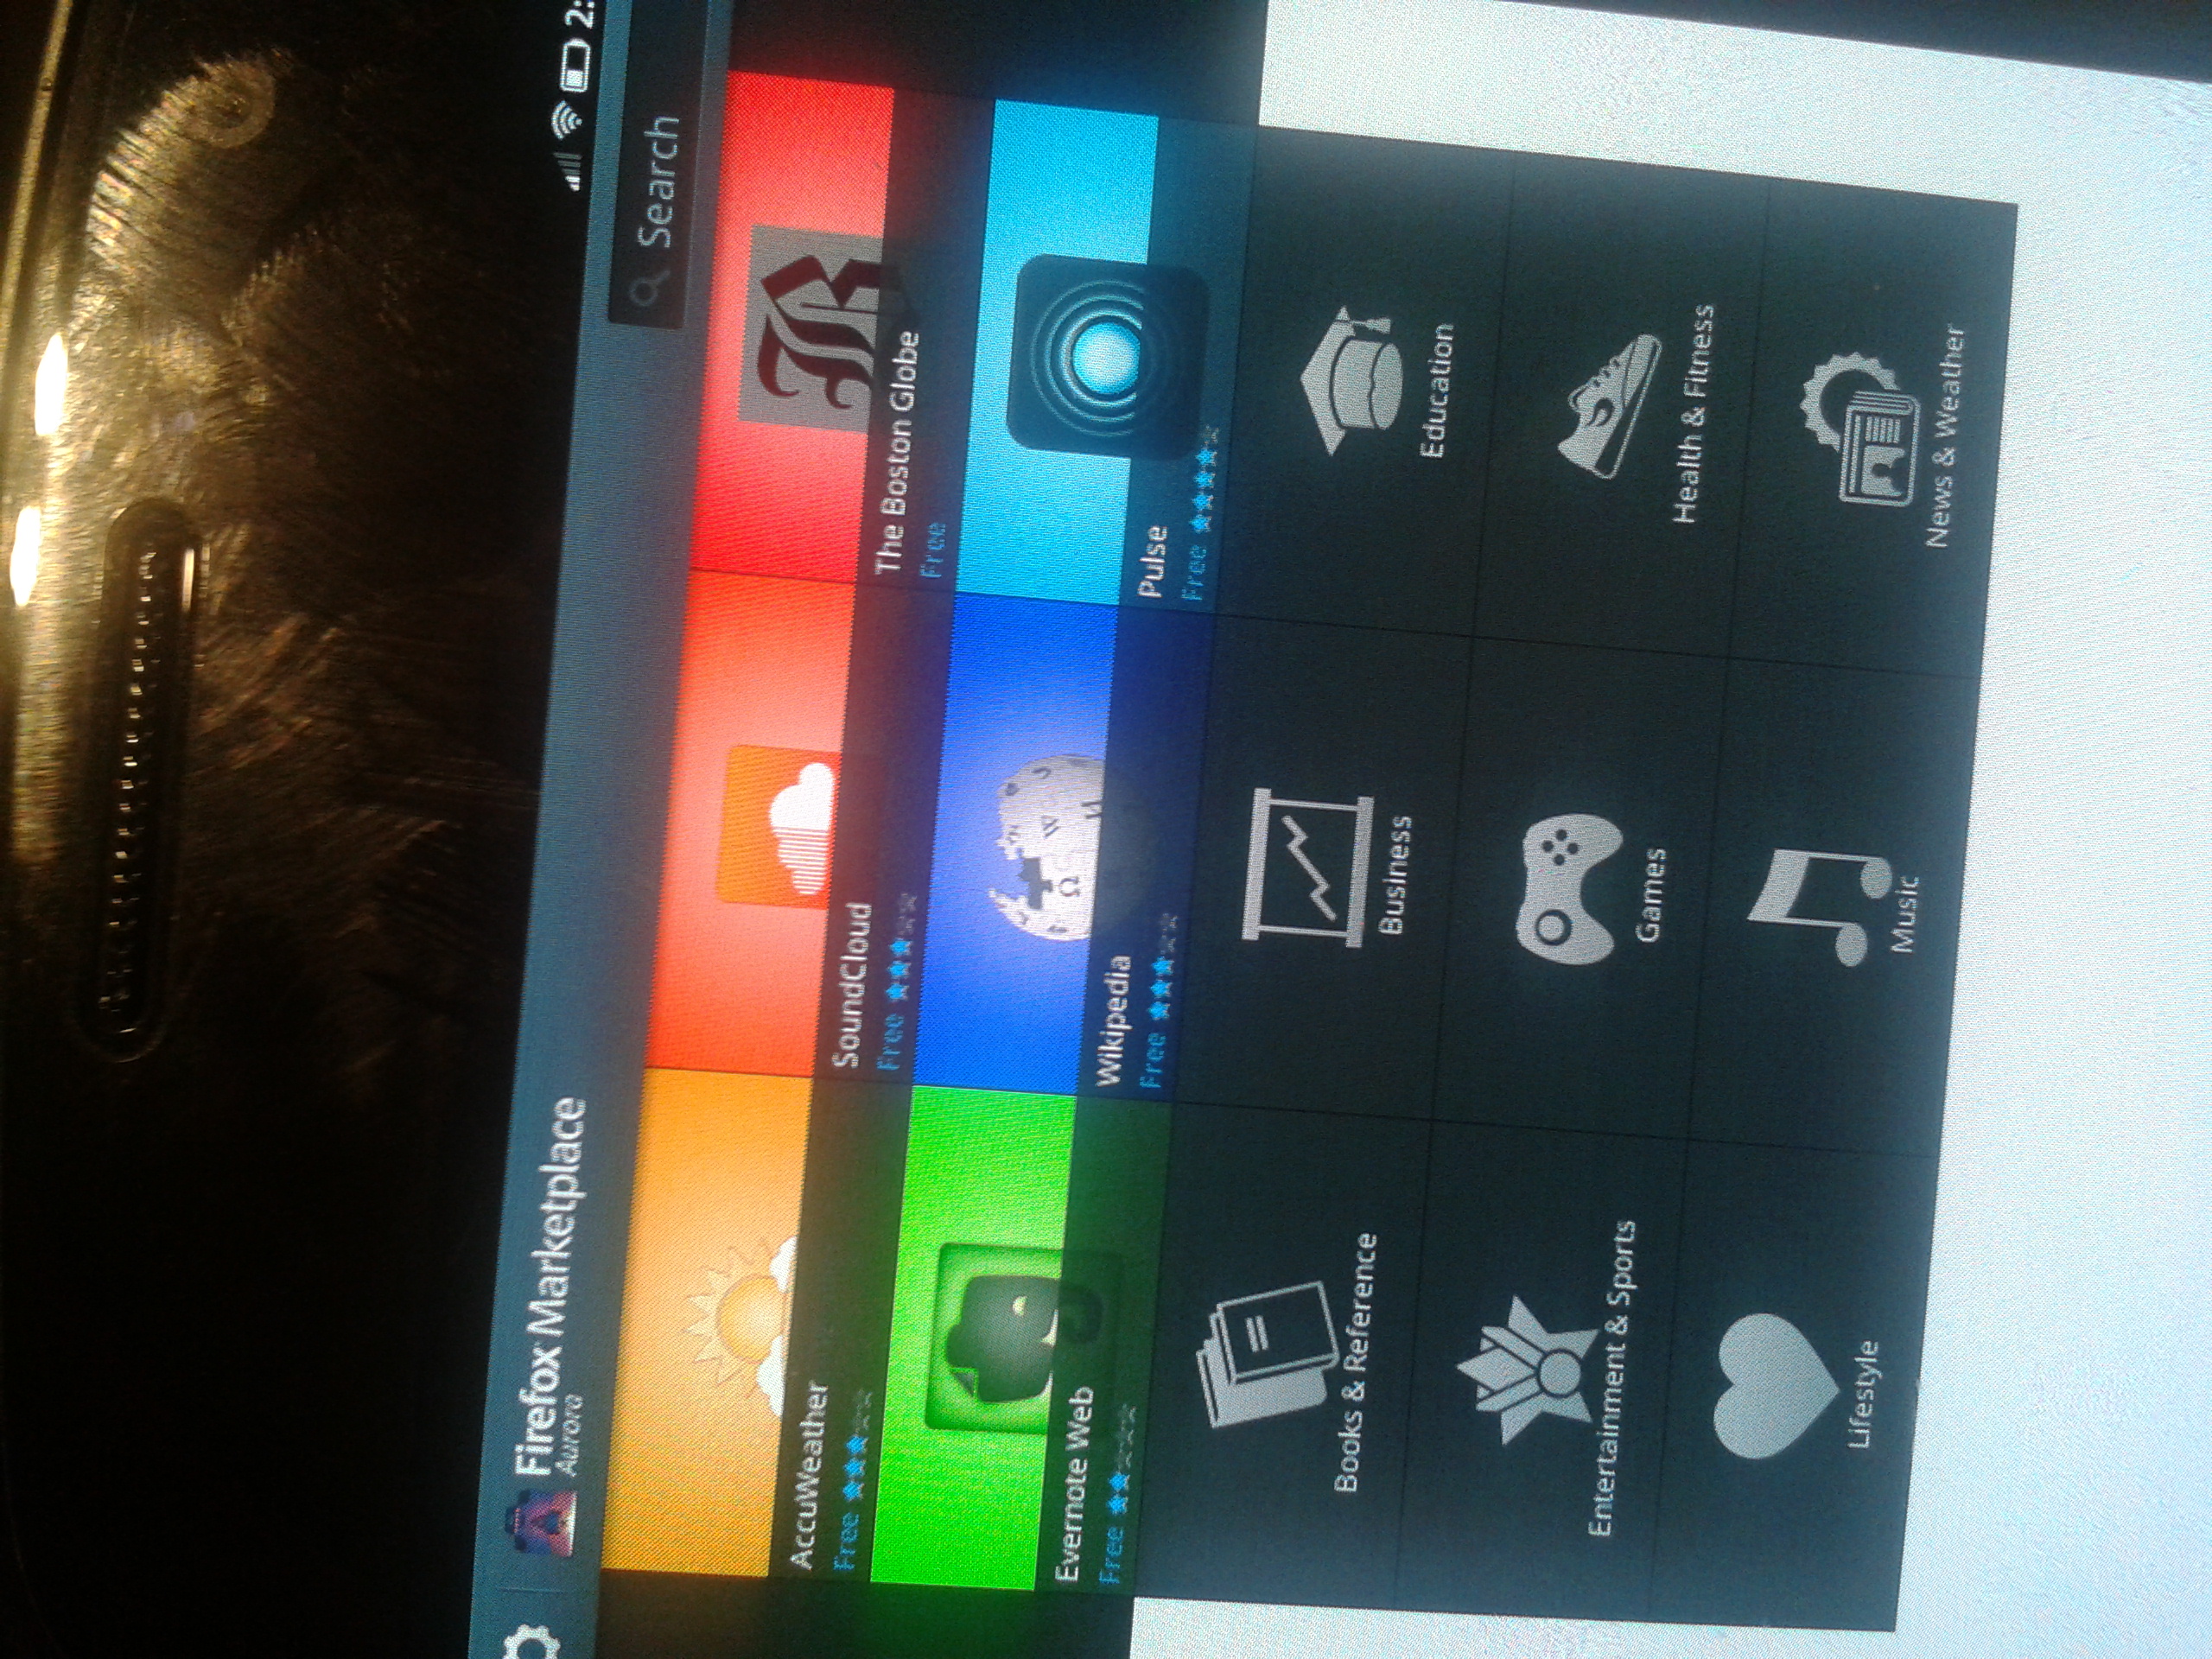 Firefox Marketplace
Aurora
2:
Search
AccuWeather
Free
SoundCloud
Free
The Boston Globe
Free
Evernote Web
Free
Wikipedia
Free
Pulse
Free
Books & Reference
Business
Education
Entertainment & Sports
Games
Health & Fitness
Lifestyle
Music
News & Weather